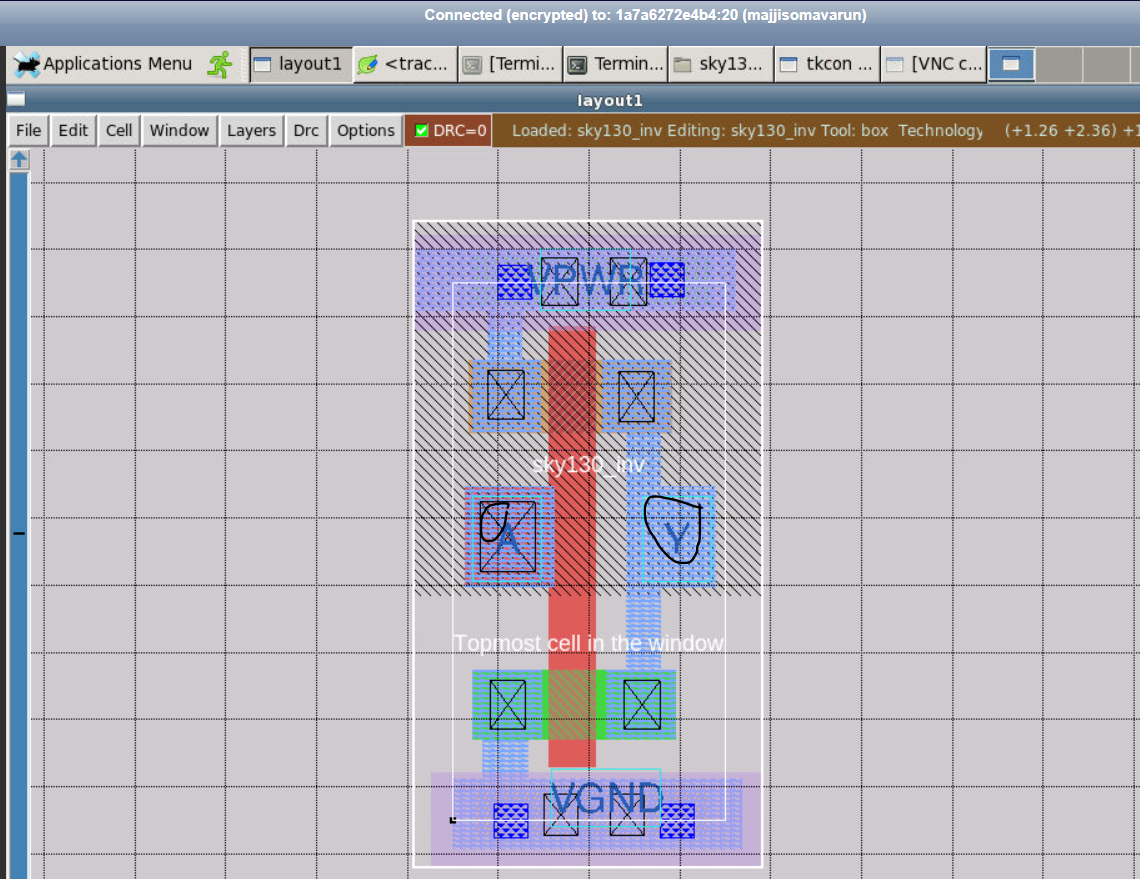 Connected (encrypted) to: 1a7a6272e4b4:20 (majjisomavarun)
Applications Menu layout1 <trac... [Termi... Termin... sky13... tkcon ... [VNC c...
layout1
File Edit Cell Window Layers Drc Options DRC=0 Loaded: sky130_inv Editing: sky130_inv Tool: box Technology (+1.26 +2.36) +1
VPWR
sky130_inv
A Y
Topmost cell in the window
VGND